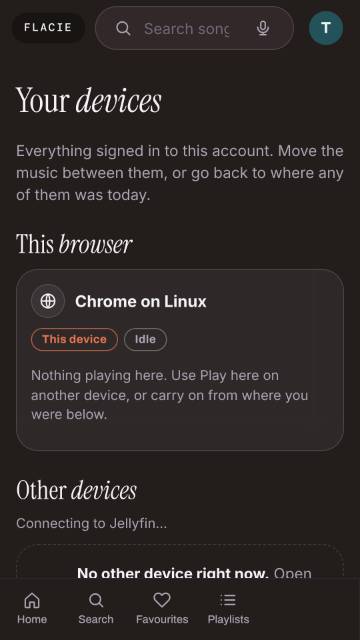 FLACIE
Search song
T
Your devices
Everything signed in to this account. Move the
music between them, or go back to where any
of them was today.
This browser
Chrome on Linux
This device
Idle
Nothing playing here. Use Play here on
another device, or carry on from where you
were below.
Other devices
Connecting to Jellyfin...
No other device right now. Open
Home
Search
Favourites
Playlists